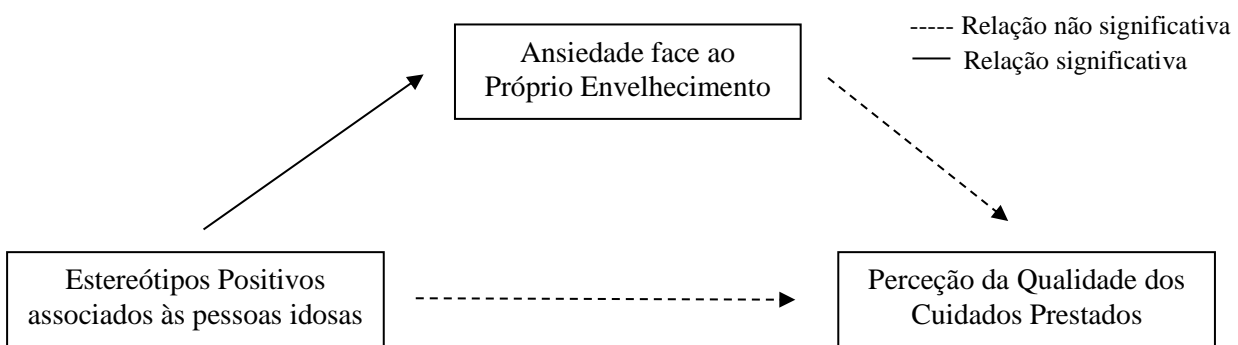 ----- Relação não significativa
Relação significativa
Ansiedade face ao
Próprio Envelhecimento
Estereótipos Positivos
associados às pessoas idosas
Perceção da Qualidade dos
Cuidados Prestados